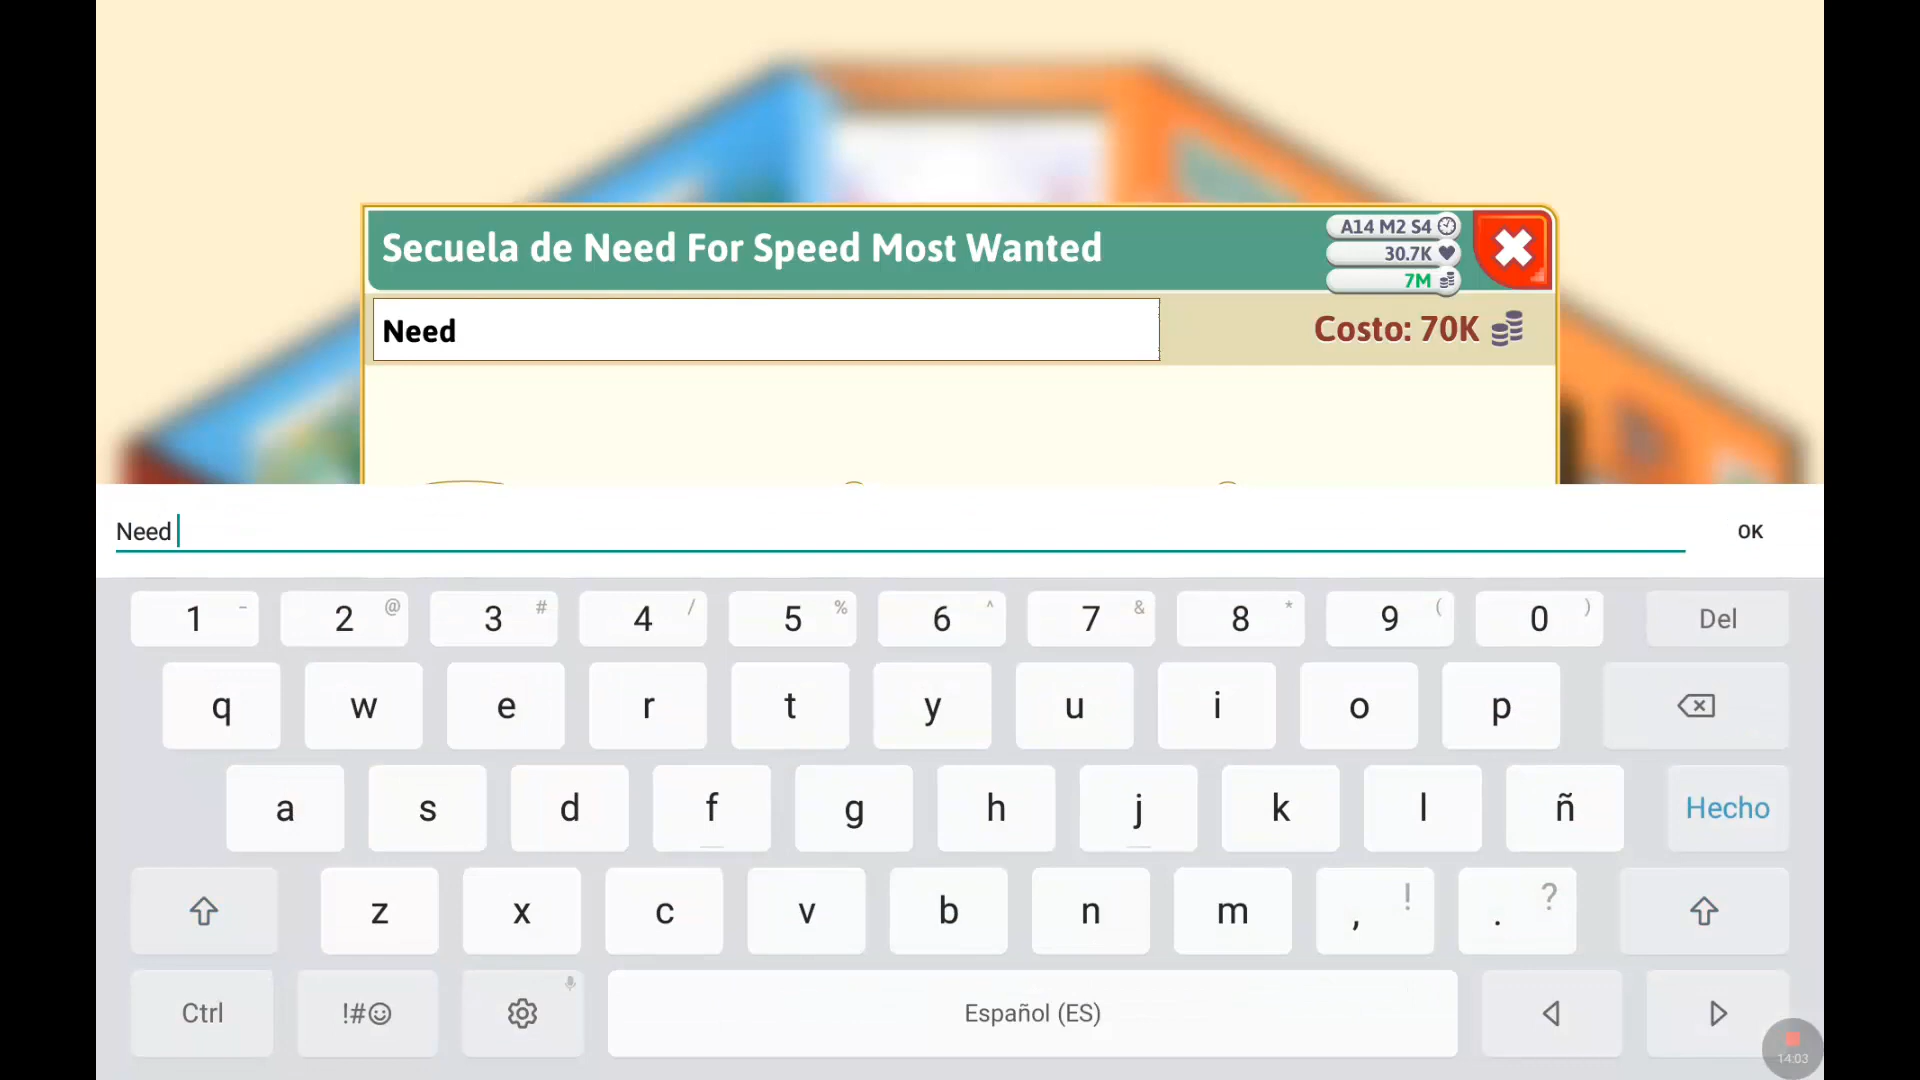 Secuela de Need For Speed Most Wanted
A14 M2 S4
30.7K
7M
Need
Costo: 70K
Need
OK
1 - 2 @ 3 # 4 / 5 % 6 ^ 7 & 8 * 9 ( 0 ) Del
q w e r t y u i o p
a s d f g h j k l ñ Hecho
z x c v b n m , ! . ?
Ctrl !#☺ Español (ES)
14:03